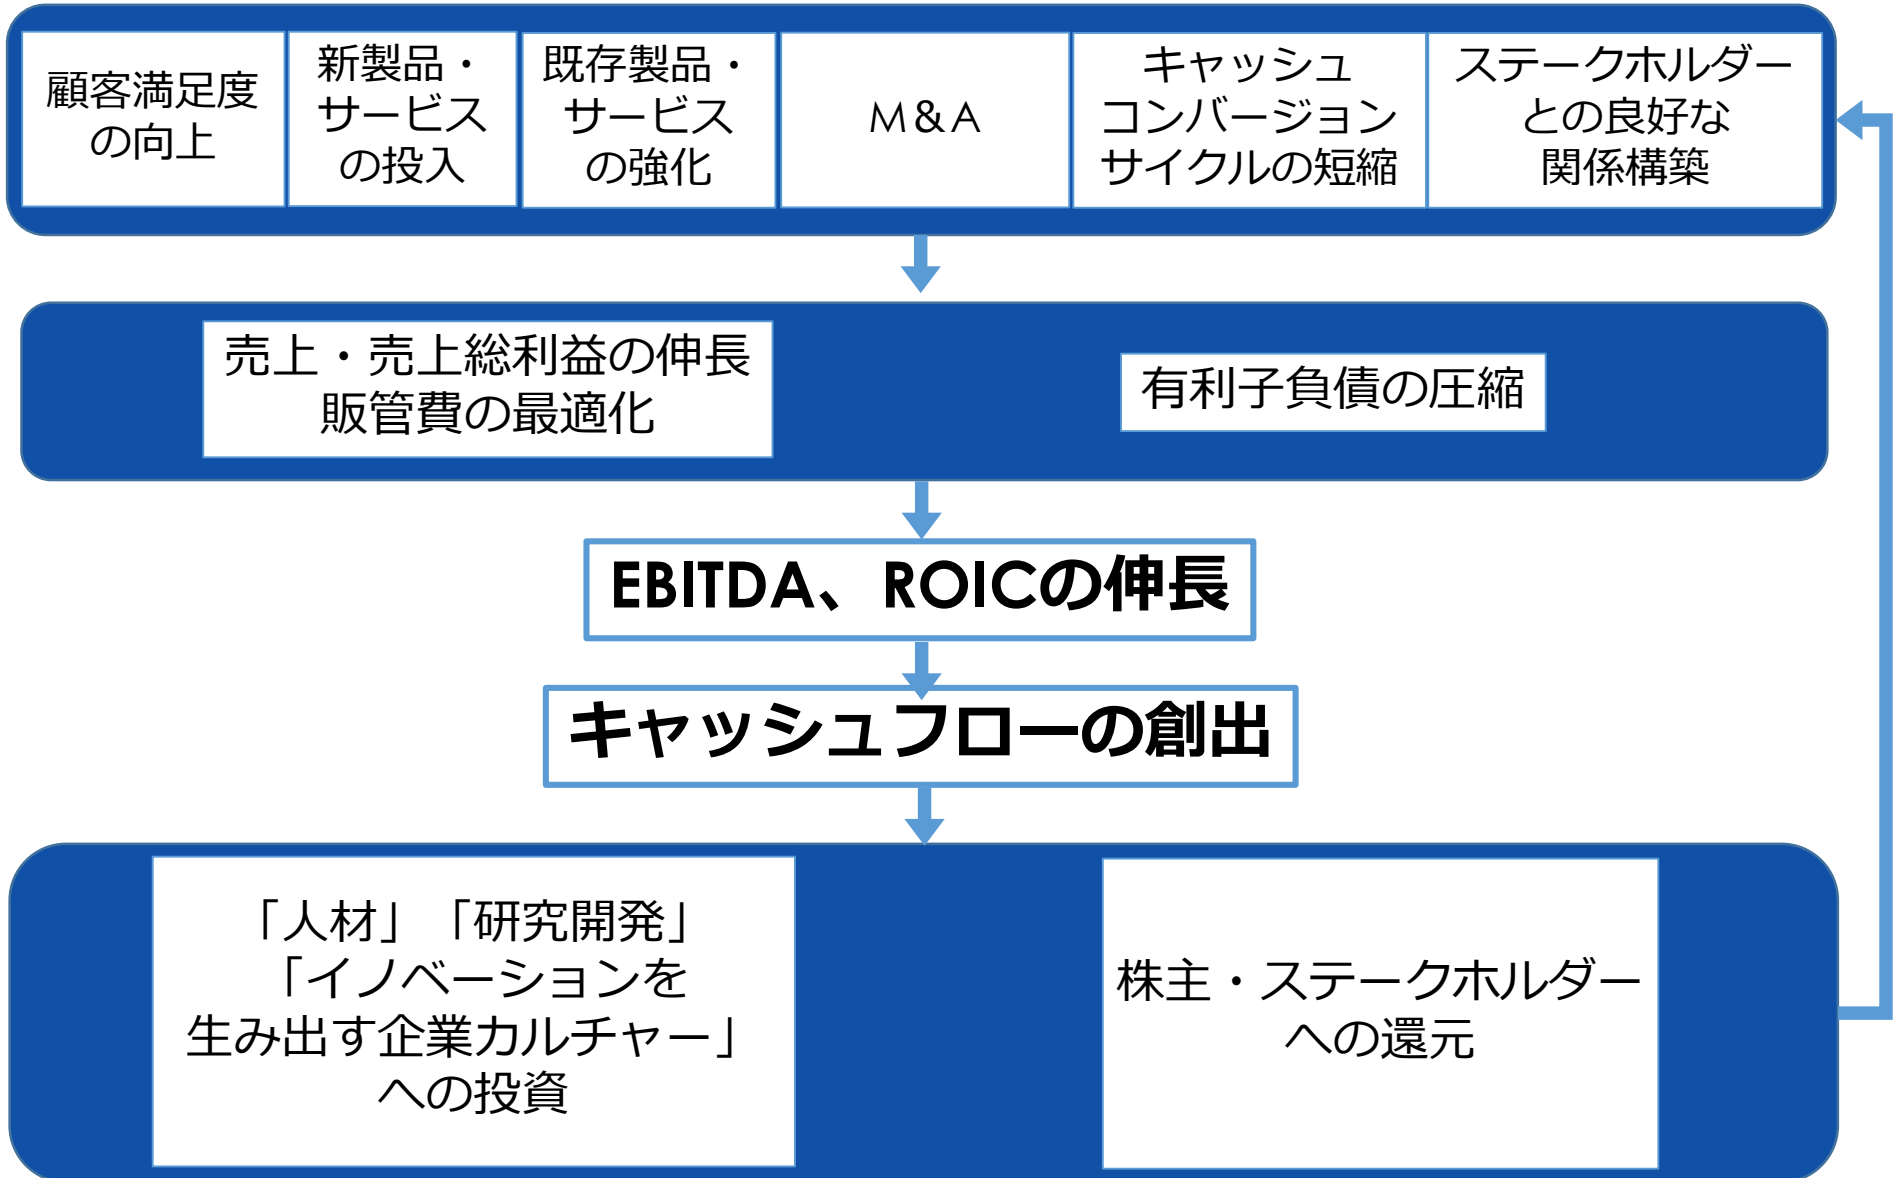 顧客満足度
の向上
新製品・
サービス
の投入
既存製品・
サービス
の強化
M&A
キャッシュ
コンバージョン
サイクルの短縮
ステークホルダー
との良好な
関係構築
売上・売上総利益の伸長
販管費の最適化
有利子負債の圧縮
EBITDA、ROICの伸長
キャッシュフローの創出
「人材」「研究開発」
「イノベーションを
生み出す企業カルチャー」
への投資
株主・ステークホルダー
への還元